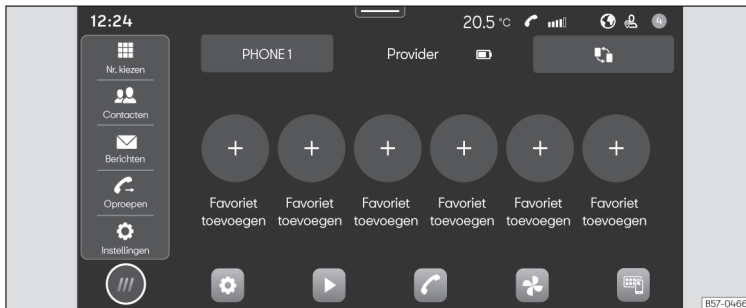 12:24
20.5 °C
4
PHONE 1
Provider
Nr. kiezen
Contacten
Berichten
Oproepen
Instellingen
Favoriet Favoriet Favoriet Favoriet Favoriet Favoriet
toevoegen toevoegen toevoegen toevoegen toevoegen toevoegen
B57-0466